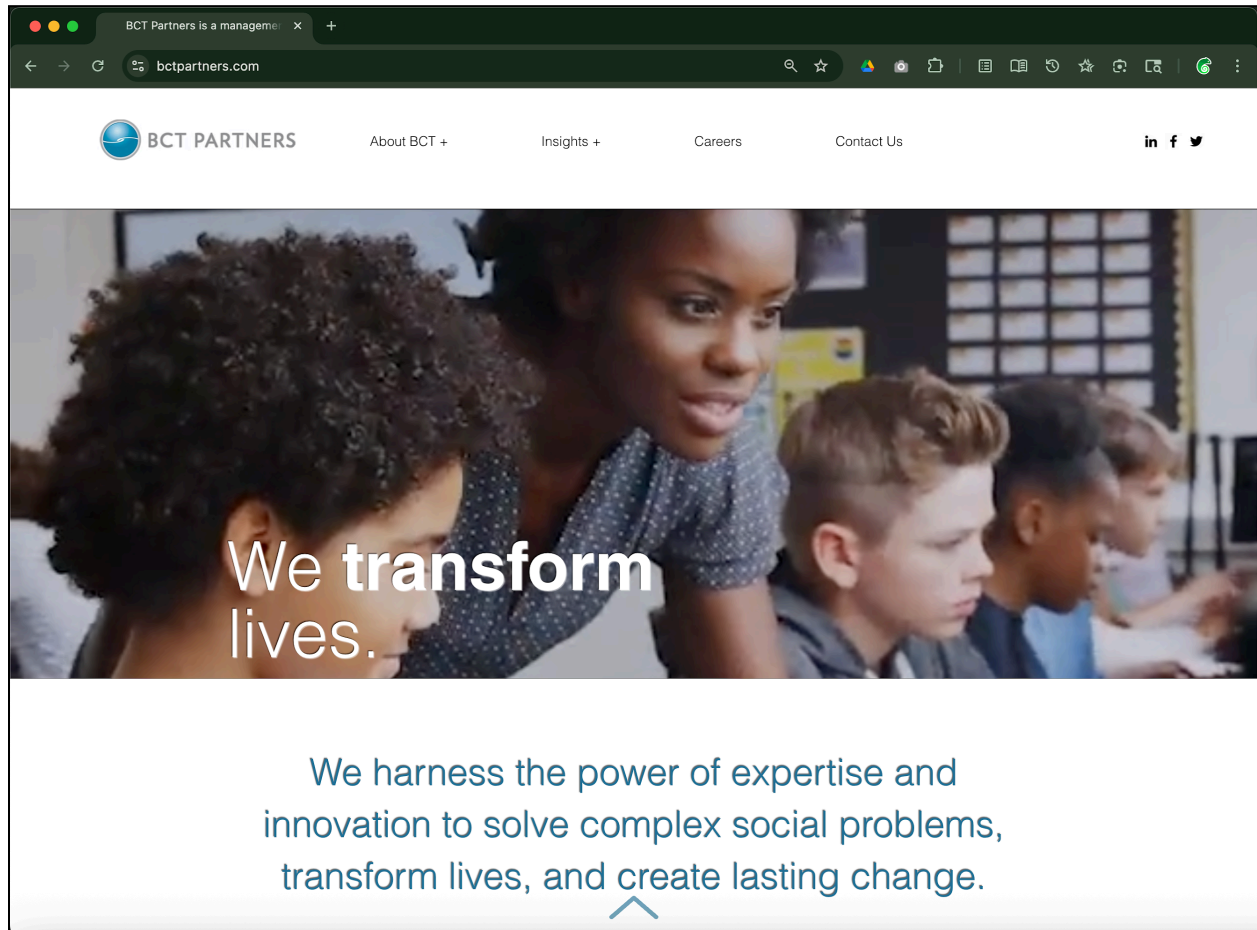 BCT Partners is a managemen
bctpartners.com
BCT PARTNERS
About BCT +
Insights +
Careers
Contact Us
in f
We transform
lives.
We harness the power of expertise and
innovation to solve complex social problems,
transform lives, and create lasting change.